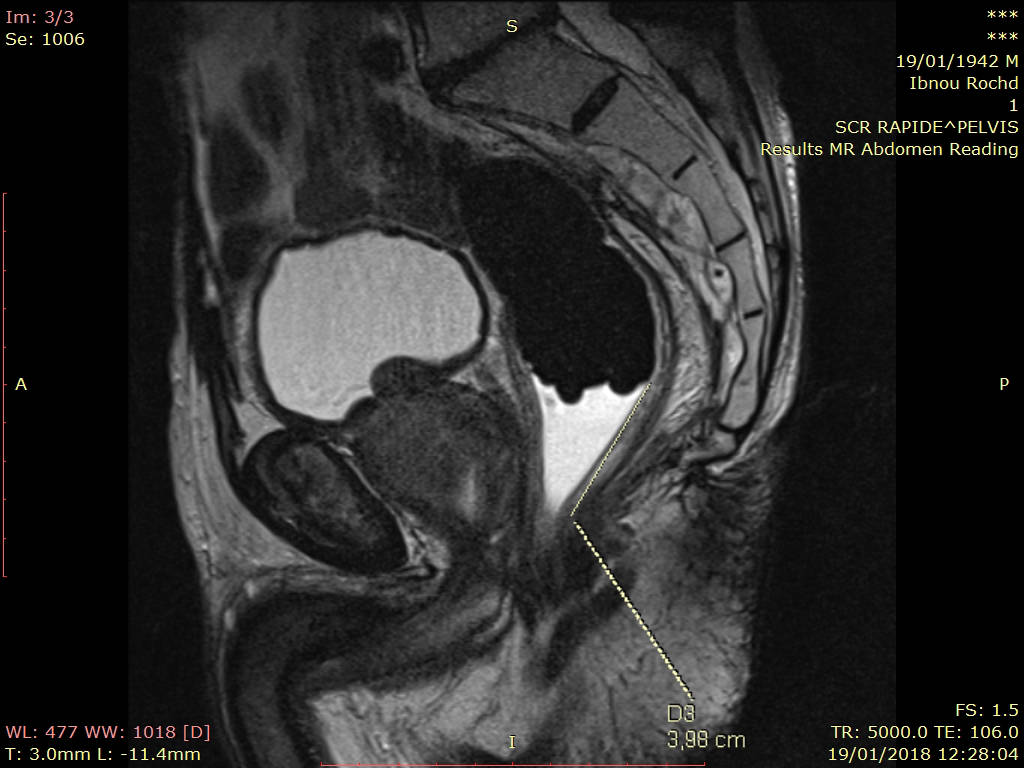 Im: 3/3
Se: 1006
S
***
***
19/01/1942 M
Ibnou Rochd
1
SCR RAPIDE^PELVIS
Results MR Abdomen Reading
A
P
D3
3,98 cm
WL: 477 WW: 1018 [D]
T: 3.0mm L: -11.4mm
I
FS: 1.5
TR: 5000.0 TE: 106.0
19/01/2018 12:28:04